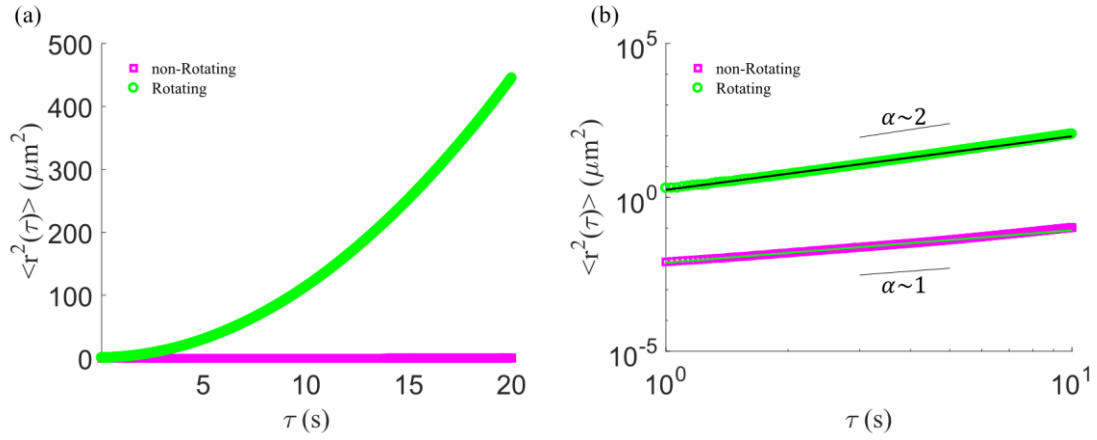 (a)
500
400
300
200
100
0
<r²(τ)> (μm²)
non-Rotating
Rotating
5
10
15
20
τ (s)
(b)
10⁵
10⁰
10⁻⁵
<r²(τ)> (μm²)
non-Rotating
Rotating
α~2
α~1
10⁰
10¹
τ (s)